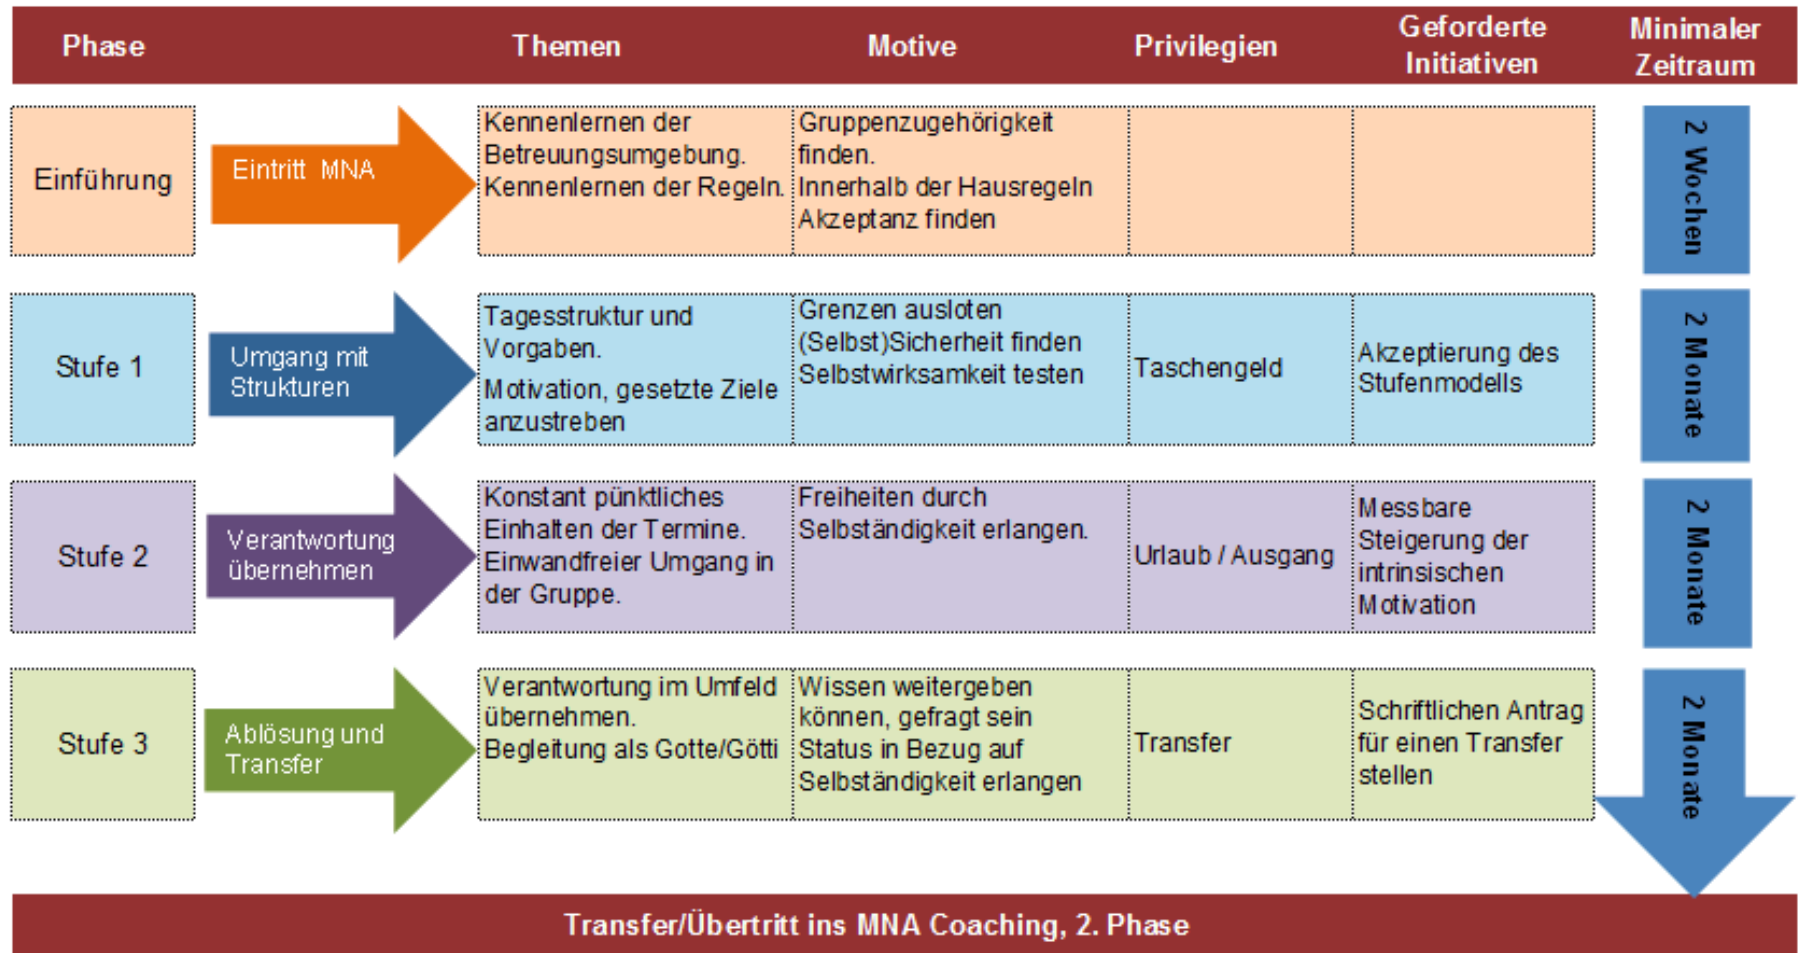 Phase
Themen
Motive
Privilegien
Geforderte
Initiativen
Minimaler
Zeitraum
Einführung
Eintritt MNA
Kennenlernen der
Betreuungsumgebung.
Kennenlernen der Regeln.
Gruppenzugehörigkeit
finden.
Innerhalb der Hausregeln
Akzeptanz finden
2 Wochen
Stufe 1
Umgang mit
Strukturen
Tagesstruktur und
Vorgaben.
Motivation, gesetzte Ziele
anzustreben
Grenzen ausloten
(Selbst)Sicherheit finden
Selbstwirksamkeit testen
Taschengeld
Akzeptierung des
Stufenmodells
2 Monate
Stufe 2
Verantwortung
übernehmen
Konstant pünktliches
Einhalten der Termine.
Einwandfreier Umgang in
der Gruppe.
Freiheiten durch
Selbständigkeit erlangen.
Urlaub / Ausgang
Messbare
Steigerung der
intrinsischen
Motivation
2 Monate
Stufe 3
Ablösung und
Transfer
Verantwortung im Umfeld
übernehmen.
Begleitung als Gotte/Götti
Wissen weitergeben
können, gefragt sein
Status in Bezug auf
Selbständigkeit erlangen
Transfer
Schriftlichen Antrag
für einen Transfer
stellen
2 Monate
Transfer/Übertritt ins MNA Coaching, 2. Phase